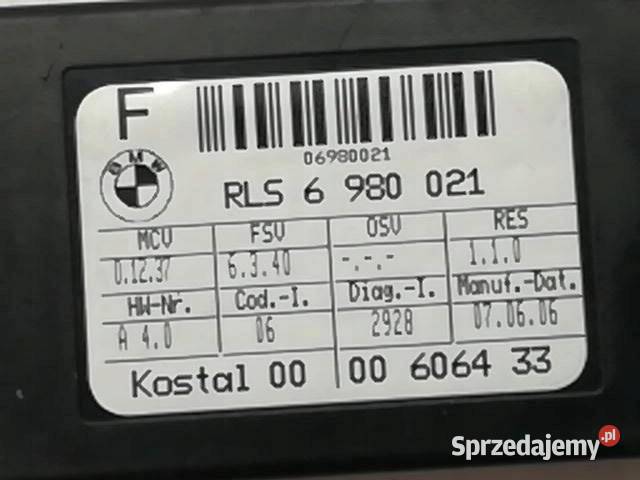 F
06980021
BMW
RLS 6 980 021
MCV FSV OSV RES
0.12.37 6.3.40 -.-.- 1.1.0
HW-Nr. Cod.-I. Diag.-I. Manuf.-Dat.
A 4.0 06 2928 07.06.06
Kostal 00 00 6064 33
Sprzedajemy.pl